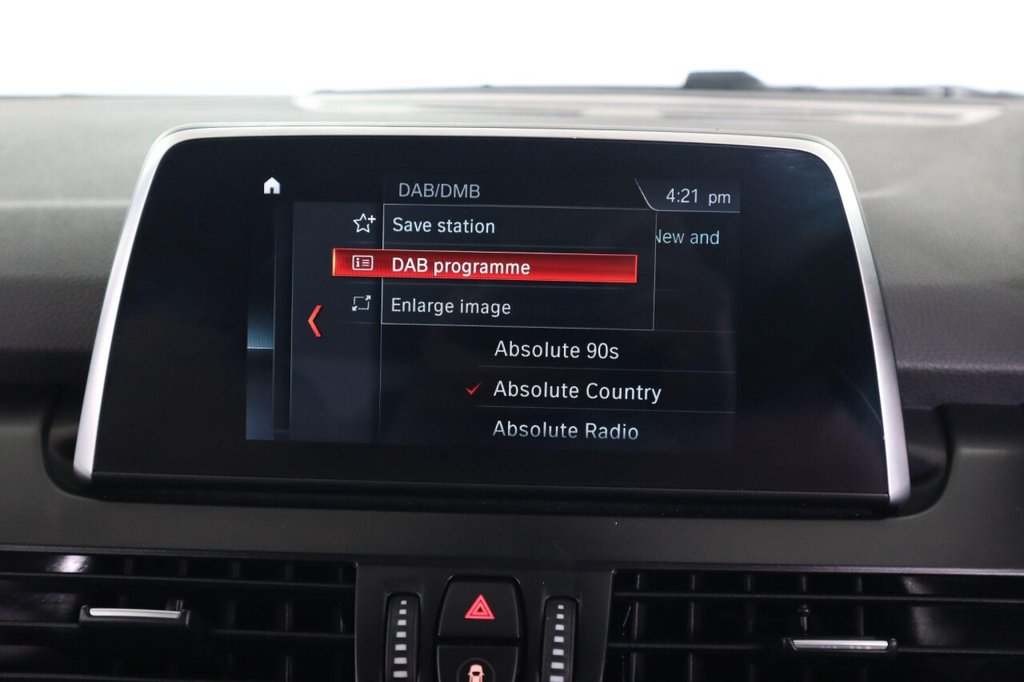 DAB/DMB
4:21 pm
Save station
New and
DAB programme
Enlarge image
Absolute 90s
Absolute Country
Absolute Radio